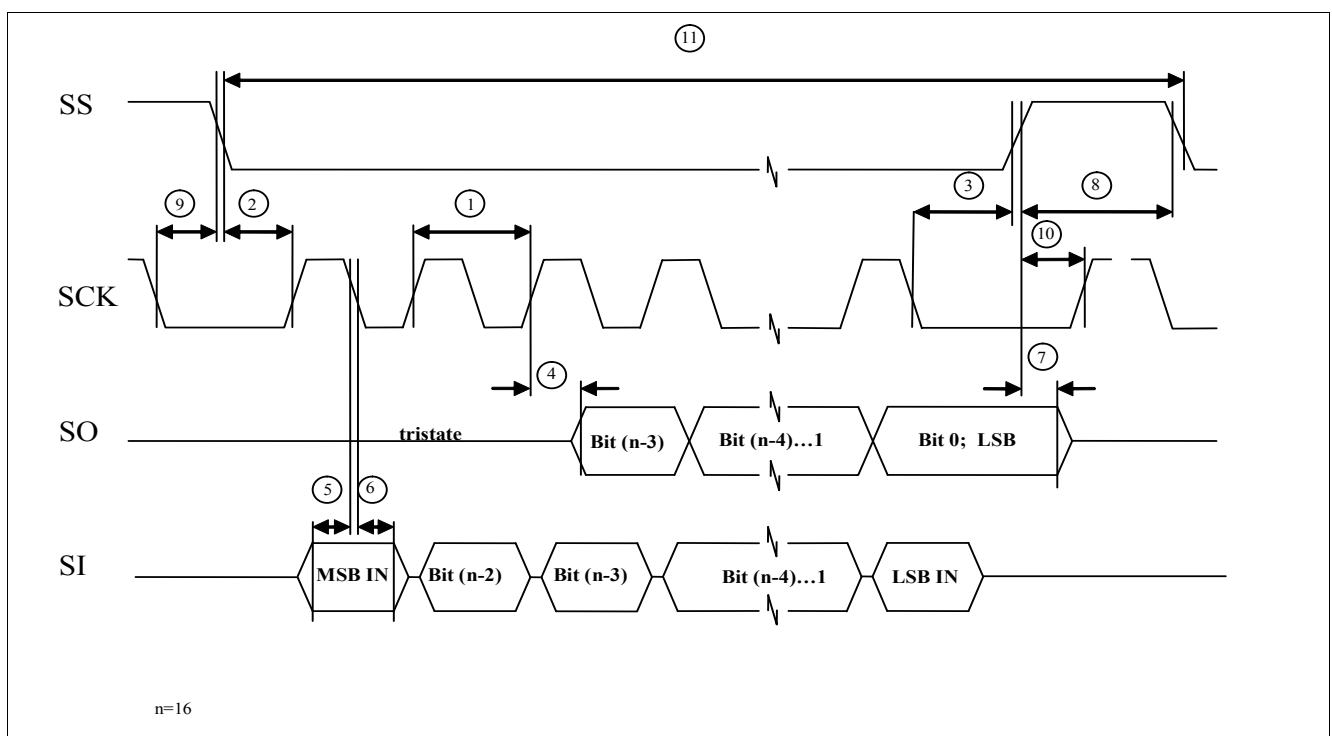 11
SS
9
2
1
3
8
10
SCK
4
7
SO
tristate
Bit (n-3)
Bit (n-4)…1
Bit 0; LSB
5
6
SI
MSB IN
Bit (n-2)
Bit (n-3)
Bit (n-4)…1
LSB IN
n=16